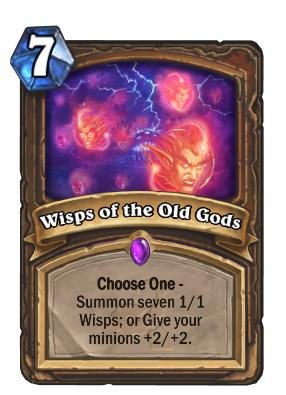 7
Wisps of the Old Gods
Choose One -
Summon seven 1/1
Wisps; or Give your
minions +2/+2.